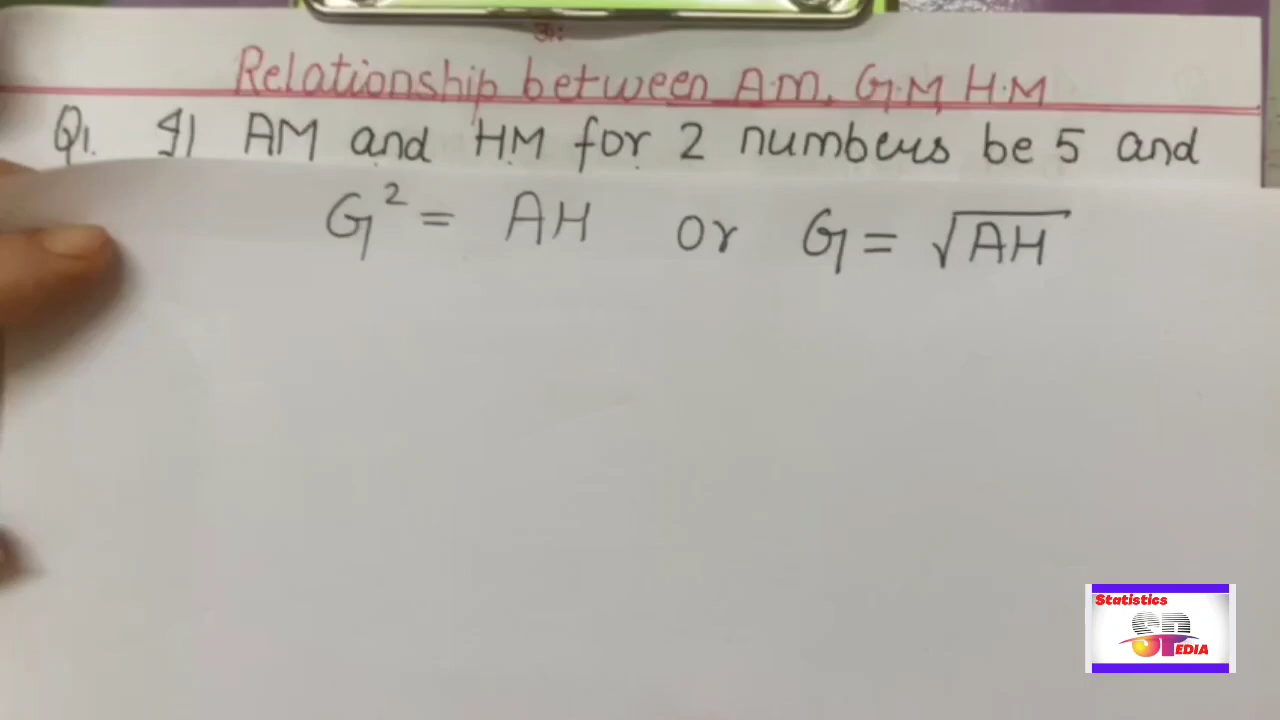 Relationship between A.M, G.M H.M
Q1. If AM and HM for 2 numbers be 5 and
G² = AH or G = √AH
Statistics
EDIA